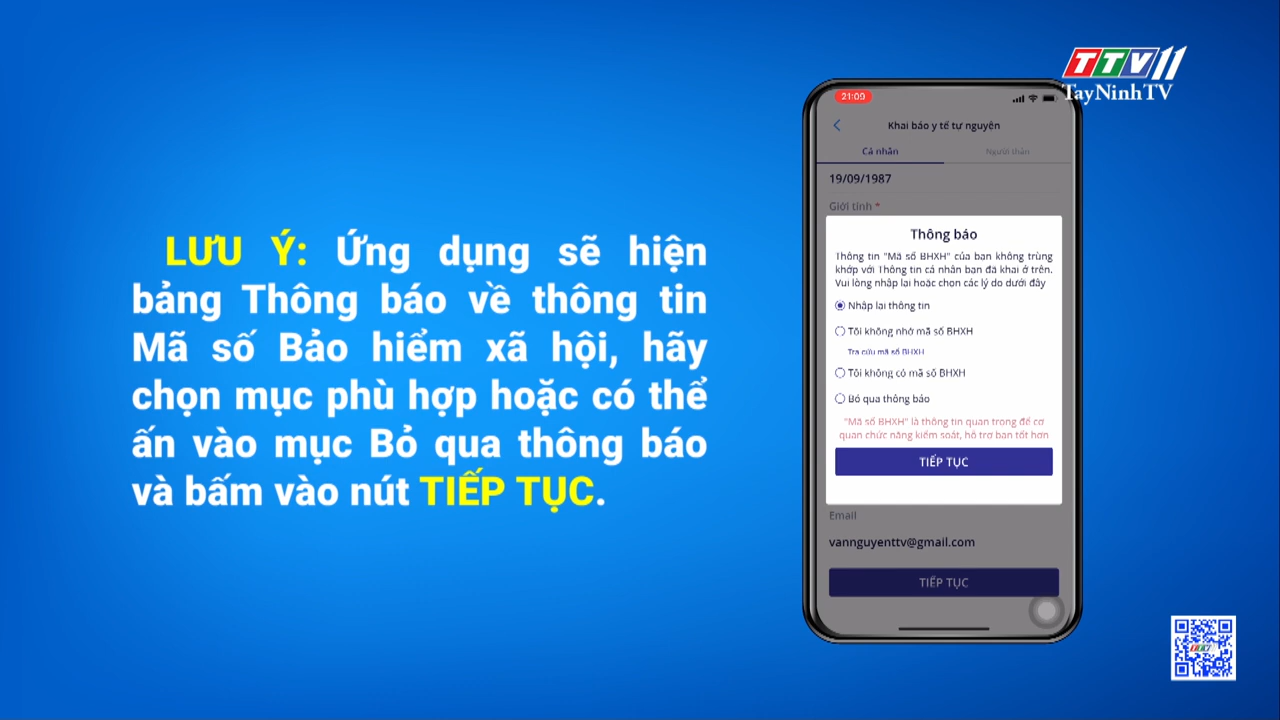 TTV11
TayNinhTV
LƯU Ý: Ứng dụng sẽ hiện
bảng Thông báo về thông tin
Mã số Bảo hiểm xã hội, hãy
chọn mục phù hợp hoặc có thể
ấn vào mục Bỏ qua thông báo
và bấm vào nút TIẾP TỤC.
21:09
Khai báo y tế tự nguyện
Cá nhân
Người thân
19/09/1987
Giới tính *
Thông báo
Thông tin "Mã số BHXH" của bạn không trùng
khớp với Thông tin cá nhân bạn đã khai ở trên.
Vui lòng nhập lại hoặc chọn các lý do dưới đây
Nhập lại thông tin
Tôi không nhớ mã số BHXH
Tra cứu mã số BHXH
Tôi không có mã số BHXH
Bỏ qua thông báo
"Mã số BHXH" là thông tin quan trọng để cơ
quan chức năng kiểm soát, hỗ trợ bạn tốt hơn
TIẾP TỤC
Email
vannguyenttv@gmail.com
TIẾP TỤC
TTV11